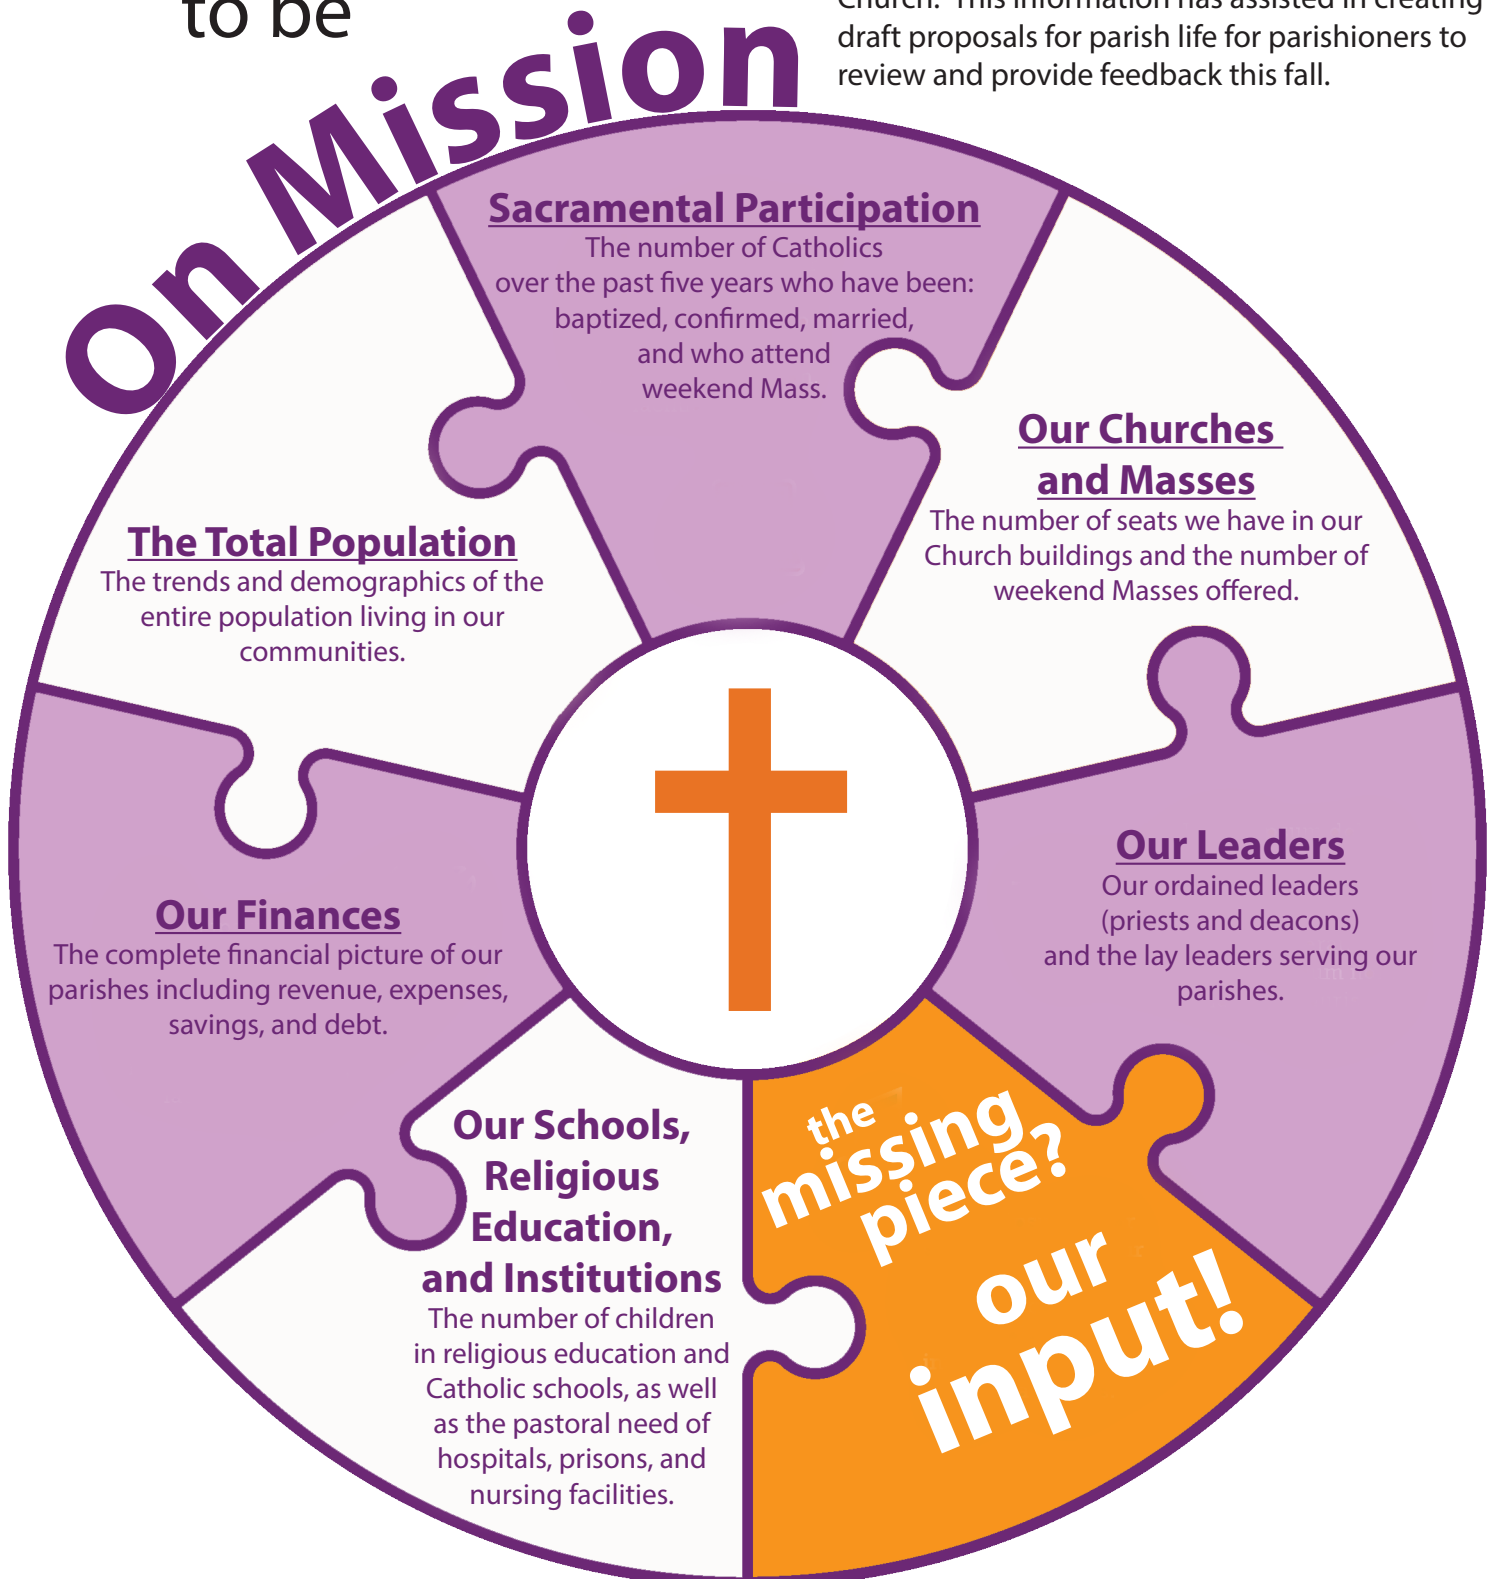 to be
On Mission
Church. This information has assisted in creating
draft proposals for parish life for parishioners to
review and provide feedback this fall.
Sacramental Participation
The number of Catholics
over the past five years who have been:
baptized, confirmed, married,
and who attend
weekend Mass.
Our Churches
and Masses
The number of seats we have in our
Church buildings and the number of
weekend Masses offered.
The Total Population
The trends and demographics of the
entire population living in our
communities.
Our Leaders
Our ordained leaders
(priests and deacons)
and the lay leaders serving our
parishes.
Our Finances
The complete financial picture of our
parishes including revenue, expenses,
savings, and debt.
Our Schools,
Religious
Education,
and Institutions
The number of children
in religious education and
Catholic schools, as well
as the pastoral need of
hospitals, prisons, and
nursing facilities.
the
missing
piece?
our
input!